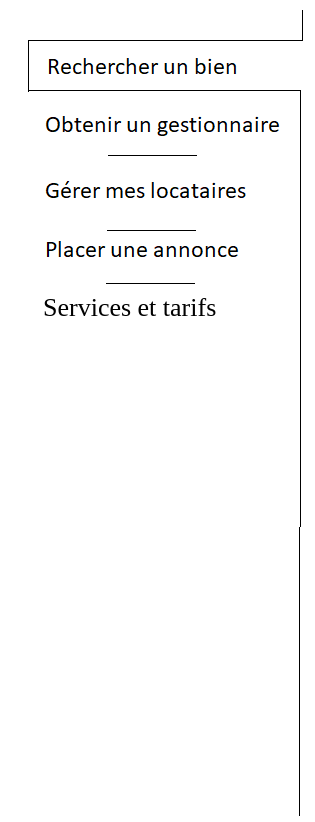 Rechercher un bien
Obtenir un gestionnaire
Gérer mes locataires
Placer une annonce
Services et tarifs